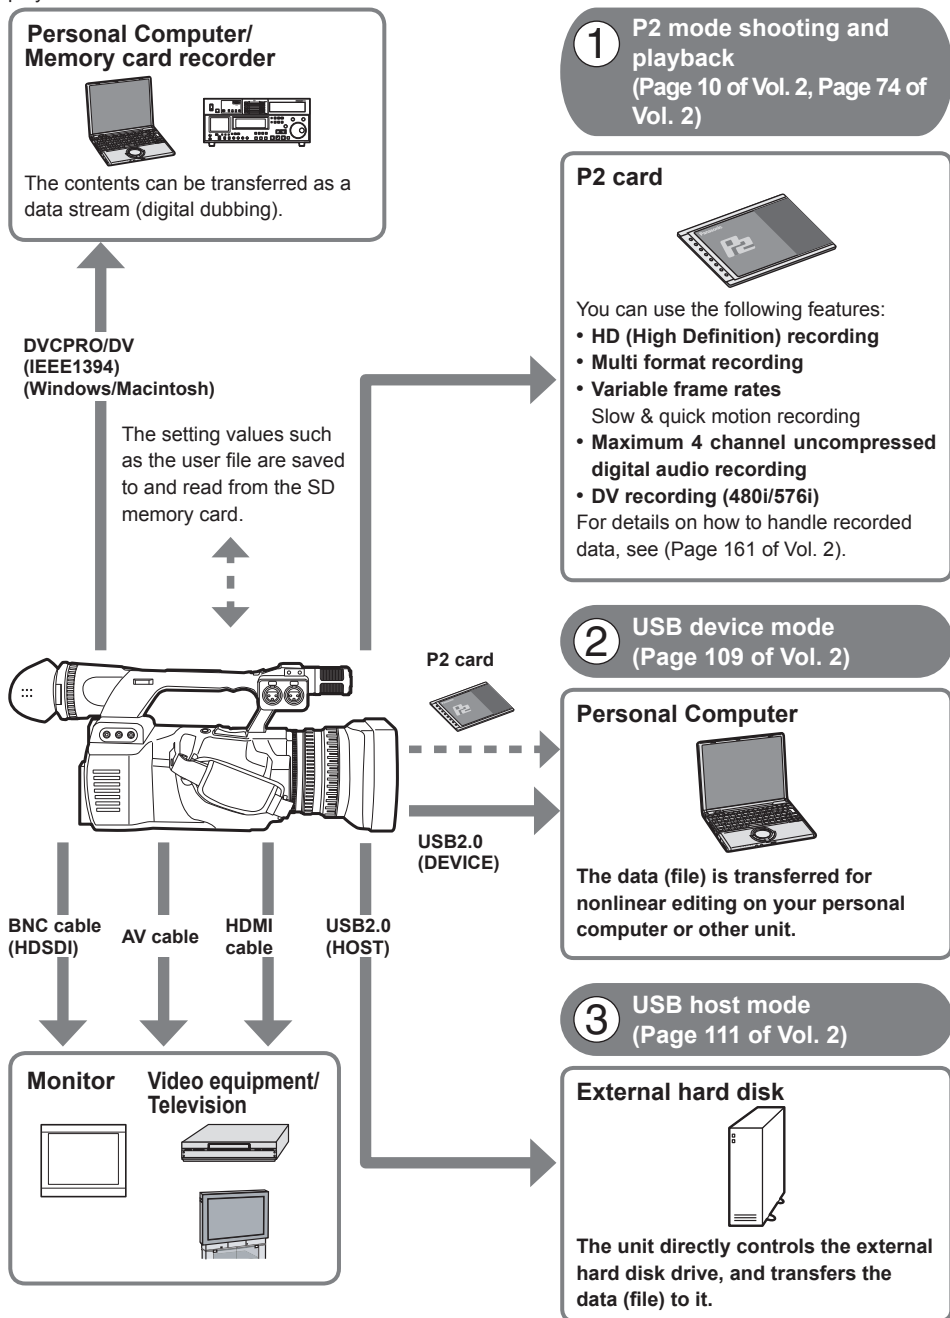 Personal Computer/
Memory card recorder
The contents can be transferred as a
data stream (digital dubbing).
DVCPRO/DV
(IEEE1394)
(Windows/Macintosh)
The setting values such
as the user file are saved
to and read from the SD
memory card.
1 P2 mode shooting and
playback
(Page 10 of Vol. 2, Page 74 of
Vol. 2)
P2 card
Panasonic
P2
You can use the following features:
• HD (High Definition) recording
• Multi format recording
• Variable frame rates
Slow & quick motion recording
• Maximum 4 channel uncompressed
digital audio recording
• DV recording (480i/576i)
For details on how to handle recorded
data, see (Page 161 of Vol. 2).
P2 card
P2
USB2.0
(DEVICE)
2 USB device mode
(Page 109 of Vol. 2)
Personal Computer
The data (file) is transferred for
nonlinear editing on your personal
computer or other unit.
BNC cable
(HDSDI)
AV cable
HDMI
cable
USB2.0
(HOST)
Monitor
Video equipment/
Television
3 USB host mode
(Page 111 of Vol. 2)
External hard disk
The unit directly controls the external
hard disk drive, and transfers the
data (file) to it.